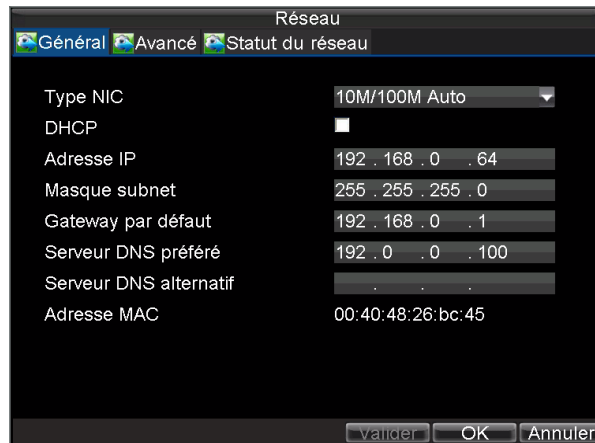 Réseau
Général Avancé Statut du réseau
Type NIC 10M/100M Auto
DHCP
Adresse IP 192 . 168 . 0 . 64
Masque subnet 255 . 255 . 255 . 0
Gateway par défaut 192 . 168 . 0 . 1
Serveur DNS préféré 192 . 0 . 0 . 100
Serveur DNS alternatif . . .
Adresse MAC 00:40:48:26:bc:45
Valider OK Annuler